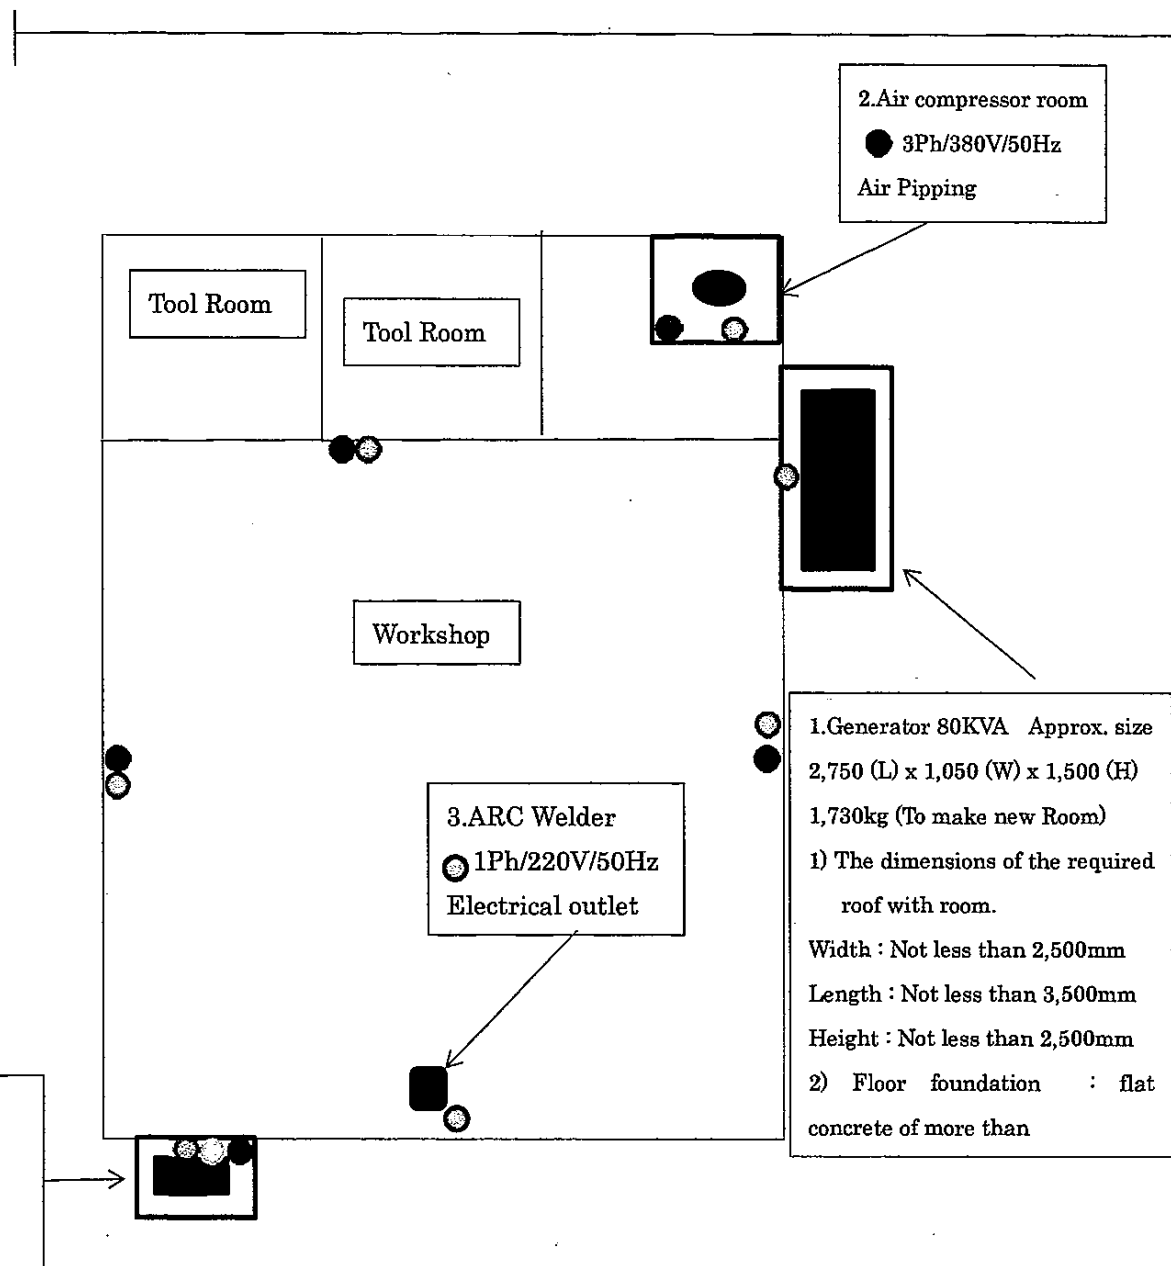 2.Air compressor room
3Ph/380V/50Hz
Air Pipping
Tool Room
Tool Room
Workshop
3.ARC Welder
1Ph/220V/50Hz
Electrical outlet
1.Generator 80KVA Approx. size
2,750 (L) x 1,050 (W) x 1,500 (H)
1,730kg (To make new Room)
1) The dimensions of the required
roof with room.
Width : Not less than 2,500mm
Length : Not less than 3,500mm
Height : Not less than 2,500mm
2) Floor foundation : flat
concrete of more than